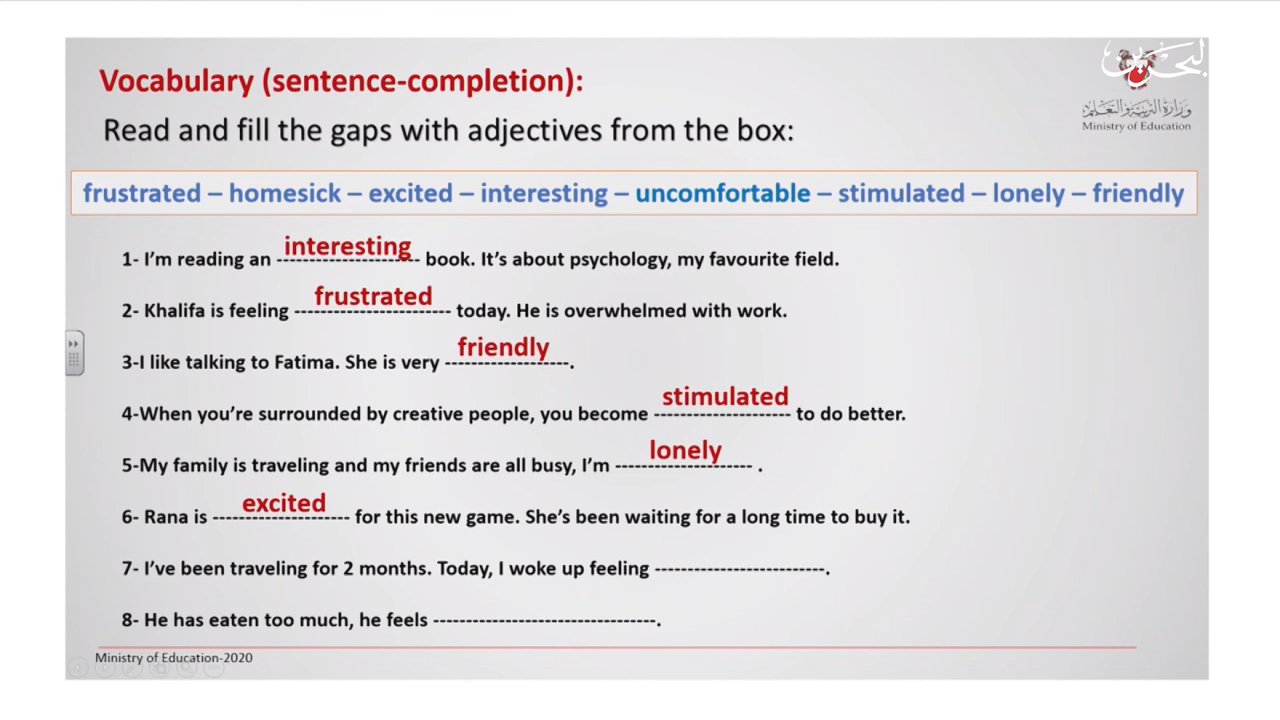 البحرين
Vocabulary (sentence-completion):
وزارة التربية والتعليم
Ministry of Education
Read and fill the gaps with adjectives from the box:
frustrated – homesick – excited – interesting – uncomfortable – stimulated – lonely – friendly
1- I’m reading an interesting book. It’s about psychology, my favourite field.
2- Khalifa is feeling frustrated today. He is overwhelmed with work.
3-I like talking to Fatima. She is very friendly.
4-When you’re surrounded by creative people, you become stimulated to do better.
5-My family is traveling and my friends are all busy, I’m lonely .
6- Rana is excited for this new game. She’s been waiting for a long time to buy it.
7- I’ve been traveling for 2 months. Today, I woke up feeling --------------------------.
8- He has eaten too much, he feels ----------------------------------.
Ministry of Education-2020